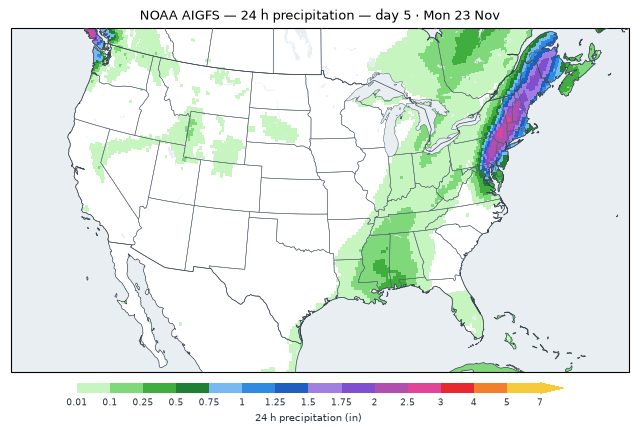 NOAA AIGFS — 24 h precipitation — day 5 · Mon 23 Nov
0.01 0.1 0.25 0.5 0.75 1 1.25 1.5 1.75 2 2.5 3 4 5 7
24 h precipitation (in)